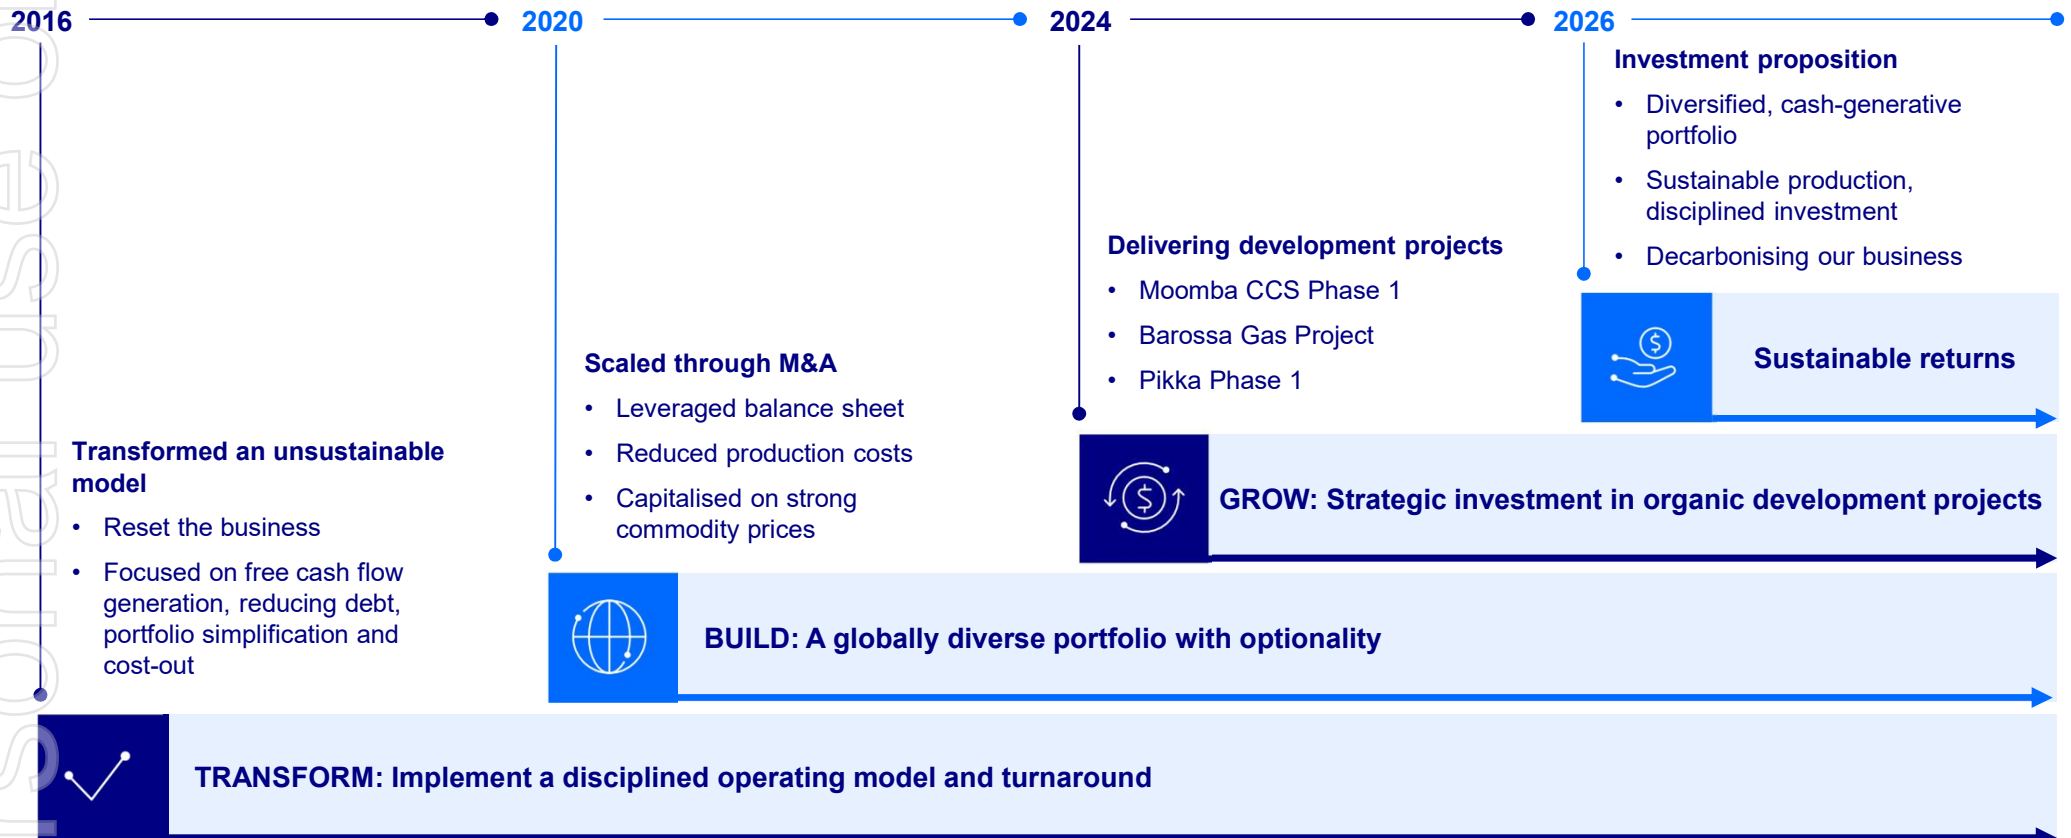 2016
2020
2024
2026
Investment proposition
• Diversified, cash-generative
portfolio
• Sustainable production,
disciplined investment
• Decarbonising our business
Sustainable returns
Delivering development projects
• Moomba CCS Phase 1
• Barossa Gas Project
• Pikka Phase 1
GROW: Strategic investment in organic development projects
Scaled through M&A
• Leveraged balance sheet
• Reduced production costs
• Capitalised on strong
commodity prices
BUILD: A globally diverse portfolio with optionality
Transformed an unsustainable
model
• Reset the business
• Focused on free cash flow
generation, reducing debt,
portfolio simplification and
cost-out
TRANSFORM: Implement a disciplined operating model and turnaround